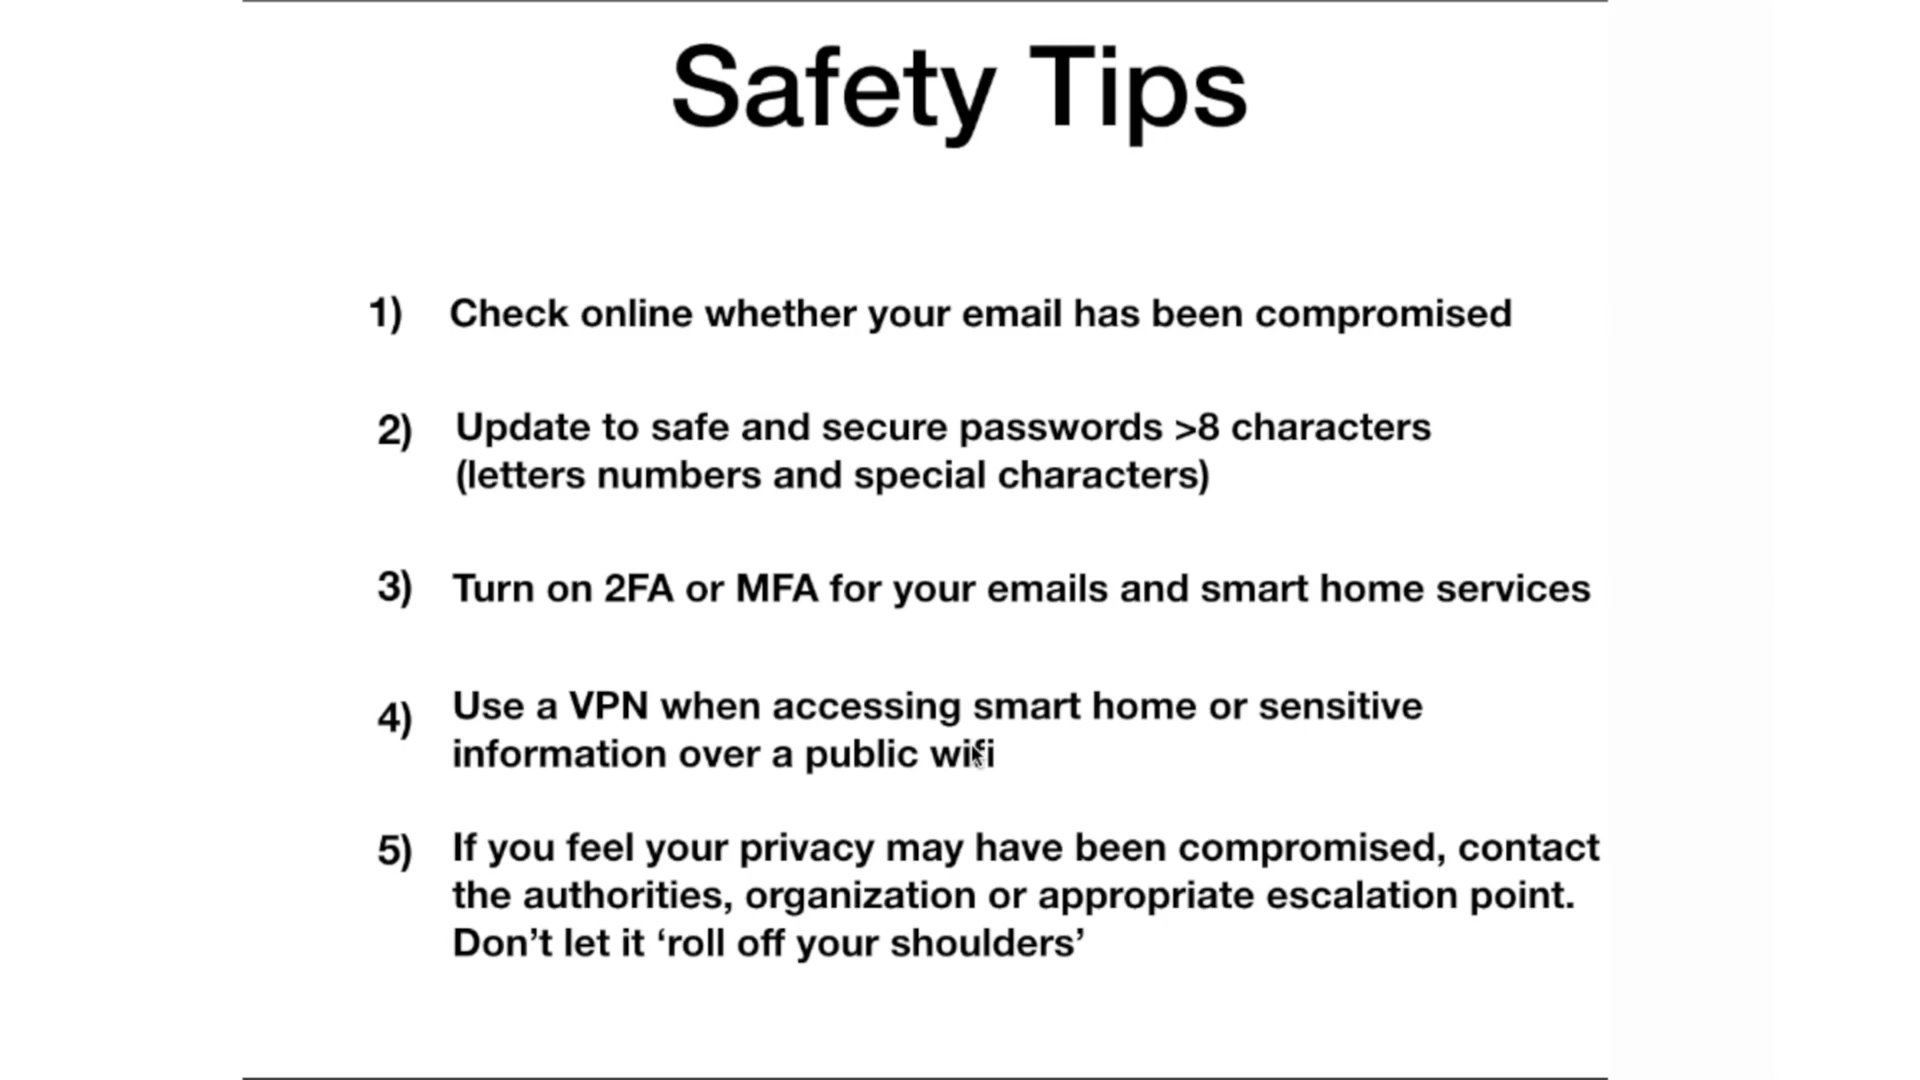 Safety Tips
1) Check online whether your email has been compromised
2) Update to safe and secure passwords >8 characters
(letters numbers and special characters)
3) Turn on 2FA or MFA for your emails and smart home services
4) Use a VPN when accessing smart home or sensitive
information over a public wifi
5) If you feel your privacy may have been compromised, contact
the authorities, organization or appropriate escalation point.
Don’t let it ‘roll off your shoulders’